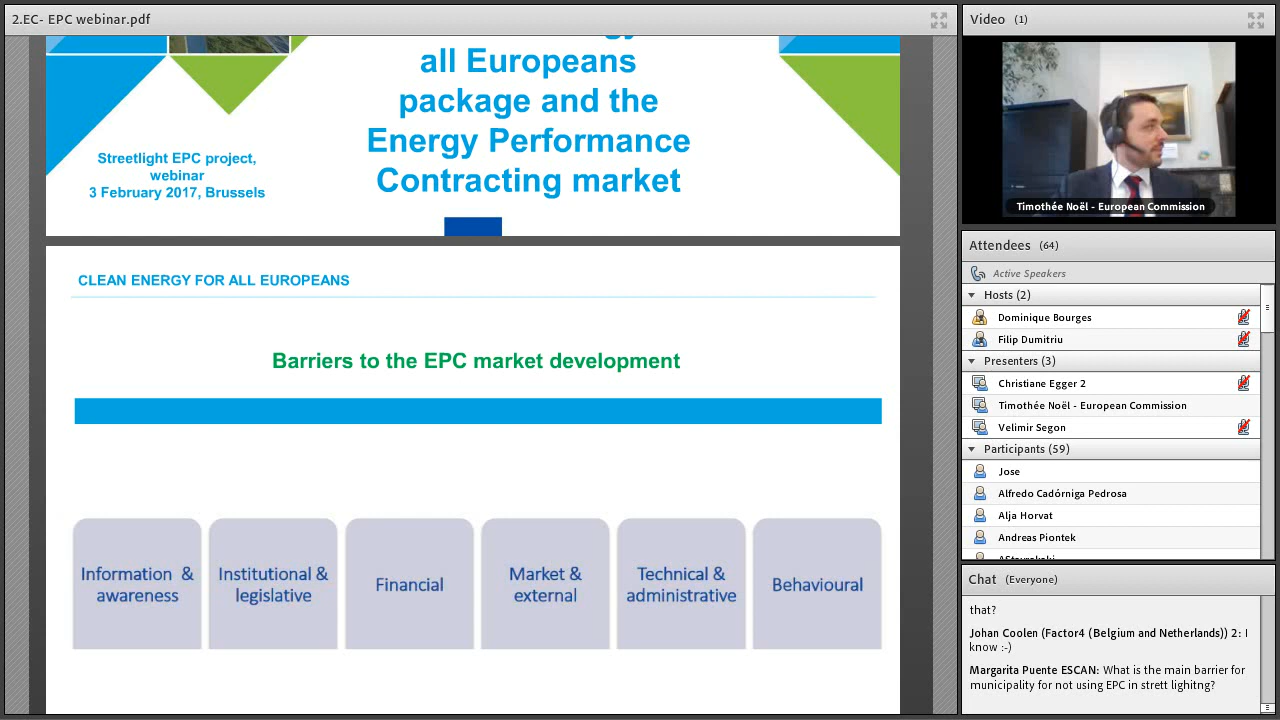 2.EC- EPC webinar.pdf
all Europeans
package and the
Energy Performance
Contracting market
Streetlight EPC project,
webinar
3 February 2017, Brussels
CLEAN ENERGY FOR ALL EUROPEANS
Barriers to the EPC market development
Information &
awareness
Institutional &
legislative
Financial
Market &
external
Technical &
administrative
Behavioural
Video (1)
Timothée Noël - European Commission
Attendees (64)
Active Speakers
Hosts (2)
Dominique Bourges
Filip Dumitriu
Presenters (3)
Christiane Egger 2
Timothée Noël - European Commission
Velimir Segon
Participants (59)
Jose
Alfredo Cadórniga Pedrosa
Alja Horvat
Andreas Piontek
Chat (Everyone)
that?
Johan Coolen (Factor4 (Belgium and Netherlands)) 2: I
know :-)
Margarita Puente ESCAN: What is the main barrier for
municipality for not using EPC in strett lighitng?